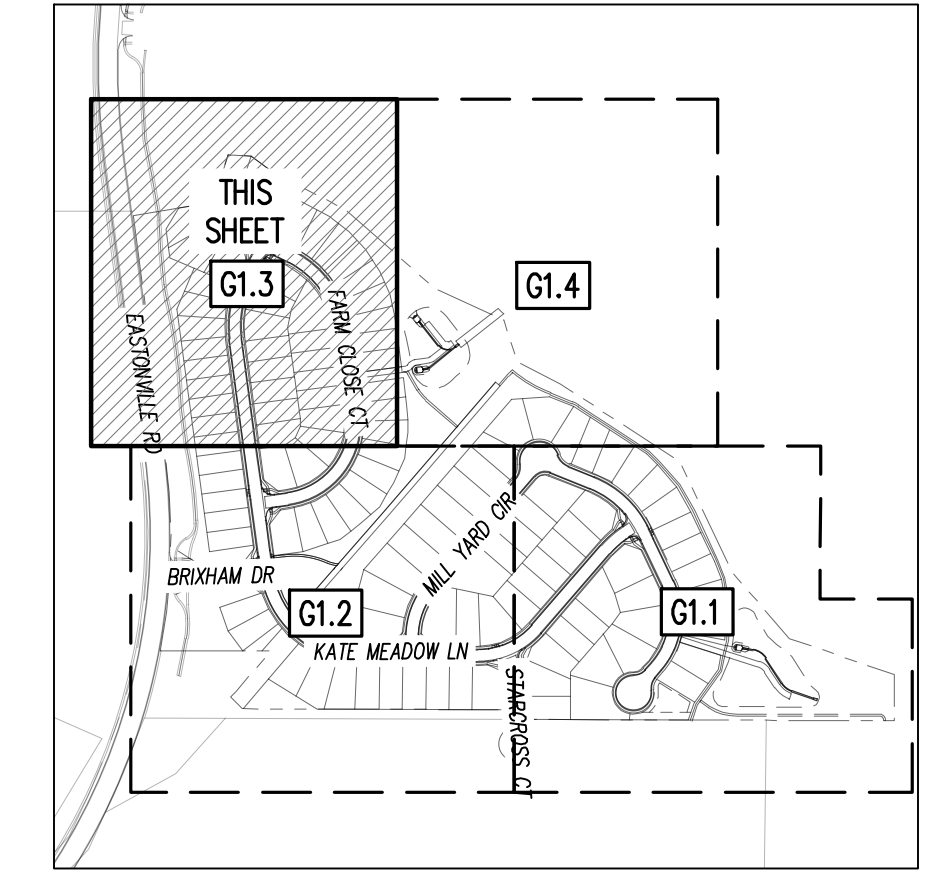 THIS
SHEET
G1.3
G1.4
FARM CLOSE CT
EASTONVILLE RD
MILL YARD CIR
BRIXHAM DR
G1.2
G1.1
KATE MEADOW LN
STARCROSS CT